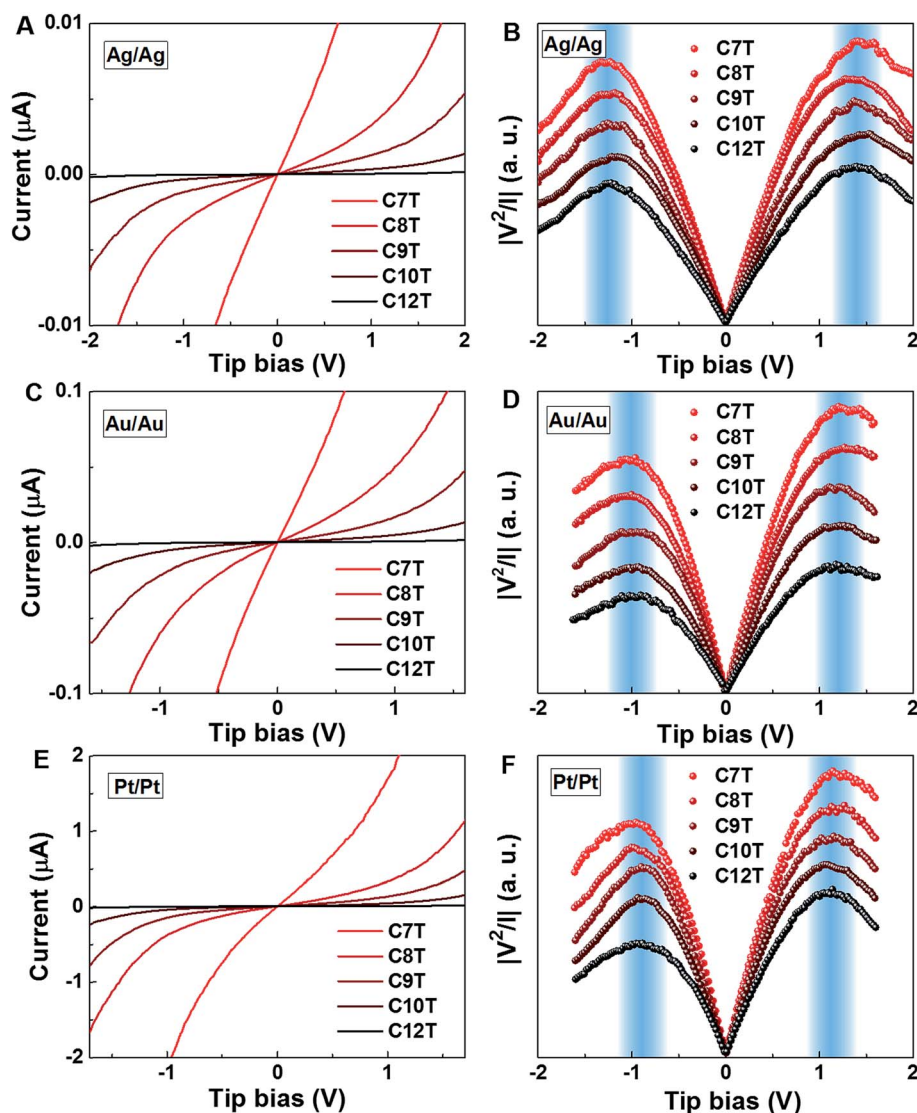 A
Ag/Ag
Current (μA)
0.01
0.00
-0.01
-2
-1
0
1
2
Tip bias (V)
C7T
C8T
C9T
C10T
C12T
B
Ag/Ag
|V²/I| (a. u.)
C7T
C8T
C9T
C10T
C12T
-2
-1
0
1
2
Tip bias (V)
C
Au/Au
Current (μA)
0.1
0.0
-0.1
-1
0
1
Tip bias (V)
C7T
C8T
C9T
C10T
C12T
D
Au/Au
|V²/I| (a. u.)
C7T
C8T
C9T
C10T
C12T
-2
-1
0
1
2
Tip bias (V)
E
Pt/Pt
Current (μA)
2
1
0
-1
-2
-1
0
1
Tip bias (V)
C7T
C8T
C9T
C10T
C12T
F
Pt/Pt
|V²/I| (a. u.)
C7T
C8T
C9T
C10T
C12T
-2
-1
0
1
2
Tip bias (V)